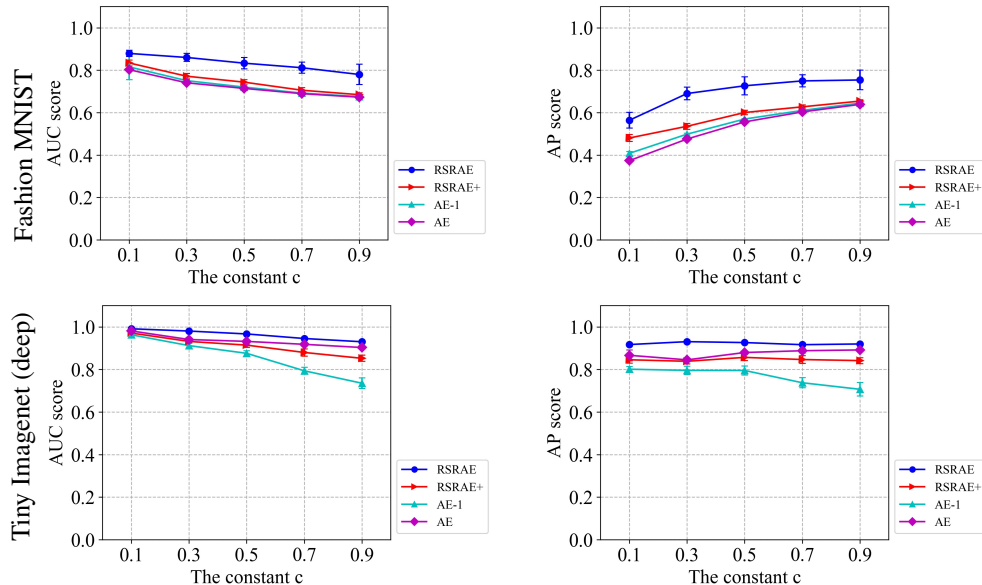 Fashion MNIST
AUC score
1.0
0.8
0.6
0.4
0.2
0.0
0.1 0.3 0.5 0.7 0.9
The constant c
RSRAE
RSRAE+
AE-1
AE
AP score
1.0
0.8
0.6
0.4
0.2
0.0
0.1 0.3 0.5 0.7 0.9
The constant c
RSRAE
RSRAE+
AE-1
AE
Tiny Imagenet (deep)
AUC score
1.0
0.8
0.6
0.4
0.2
0.0
0.1 0.3 0.5 0.7 0.9
The constant c
RSRAE
RSRAE+
AE-1
AE
AP score
1.0
0.8
0.6
0.4
0.2
0.0
0.1 0.3 0.5 0.7 0.9
The constant c
RSRAE
RSRAE+
AE-1
AE